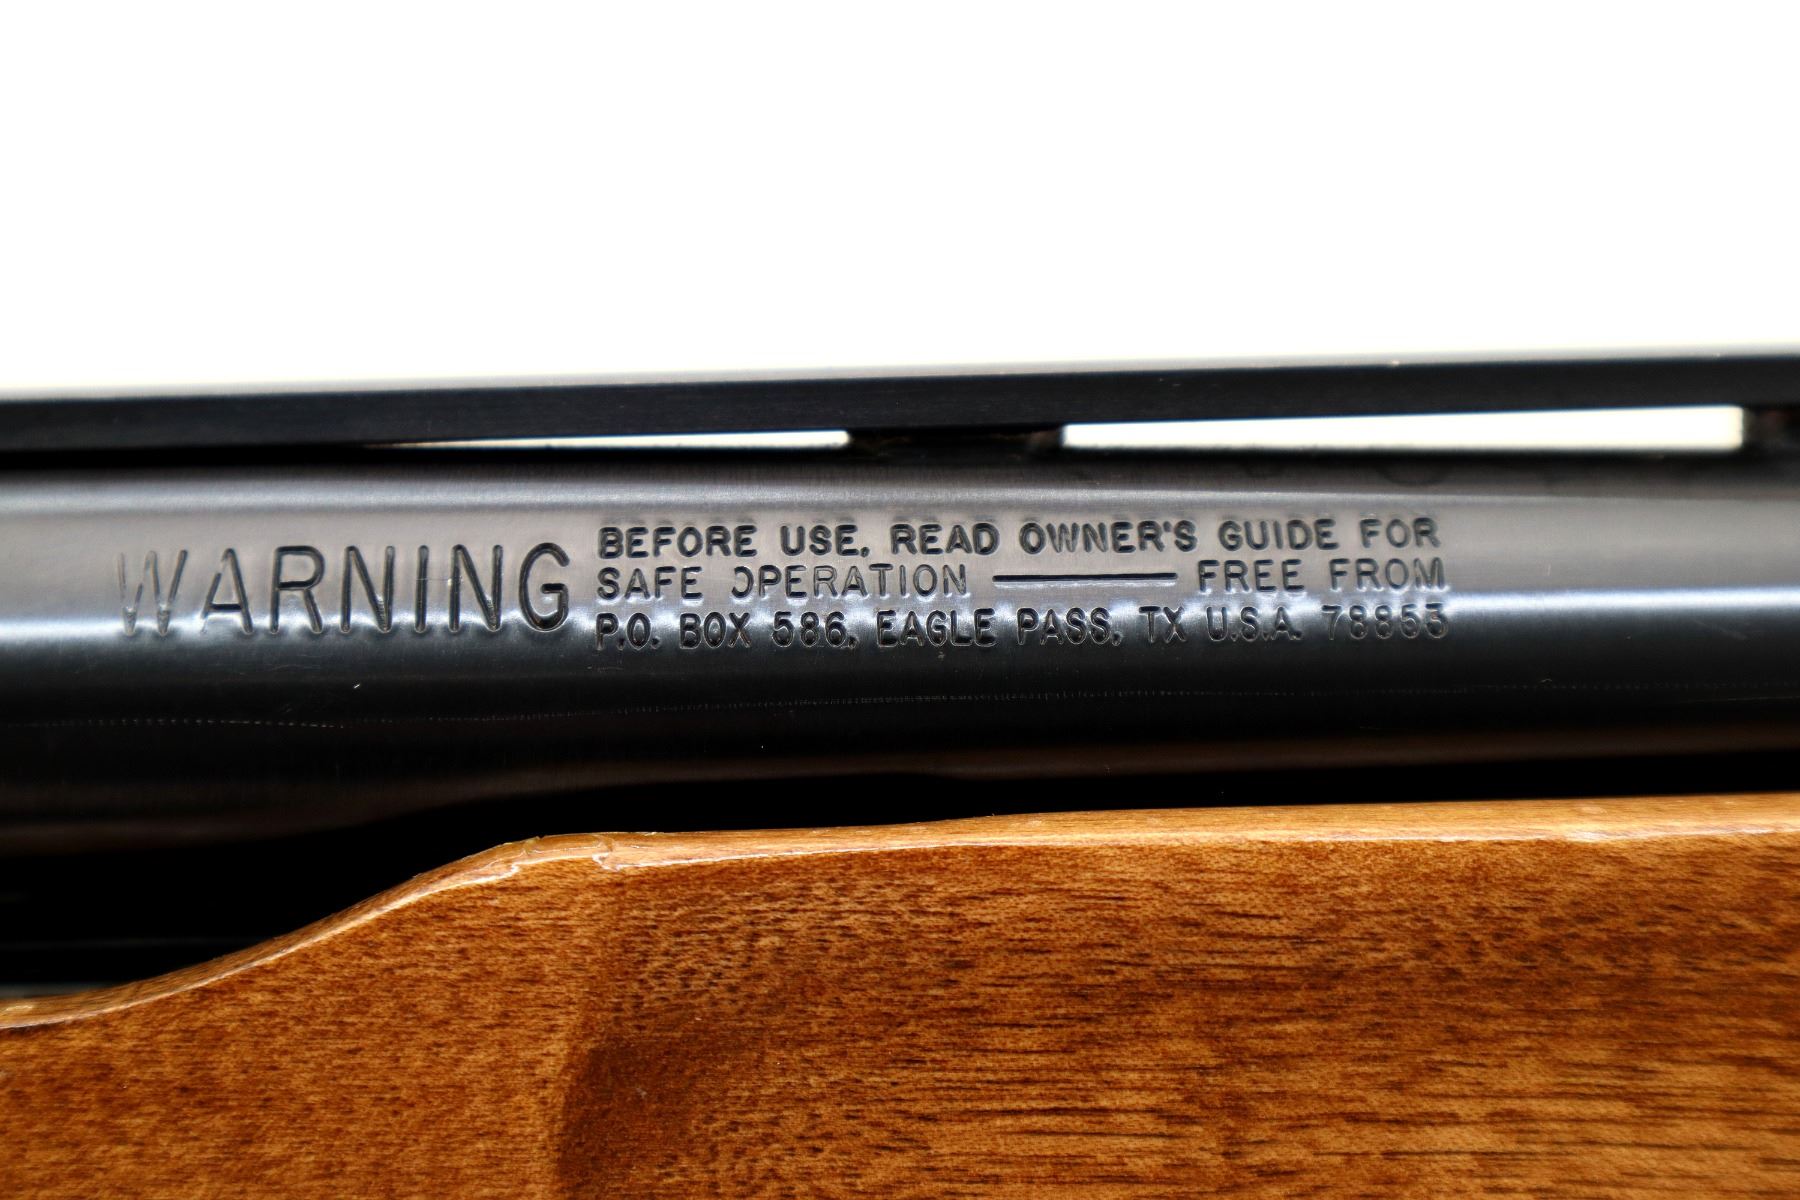 WARNING
BEFORE USE, READ OWNER'S GUIDE FOR
SAFE OPERATION ——— FREE FROM
P.O. BOX 586, EAGLE PASS, TX U.S.A. 78853